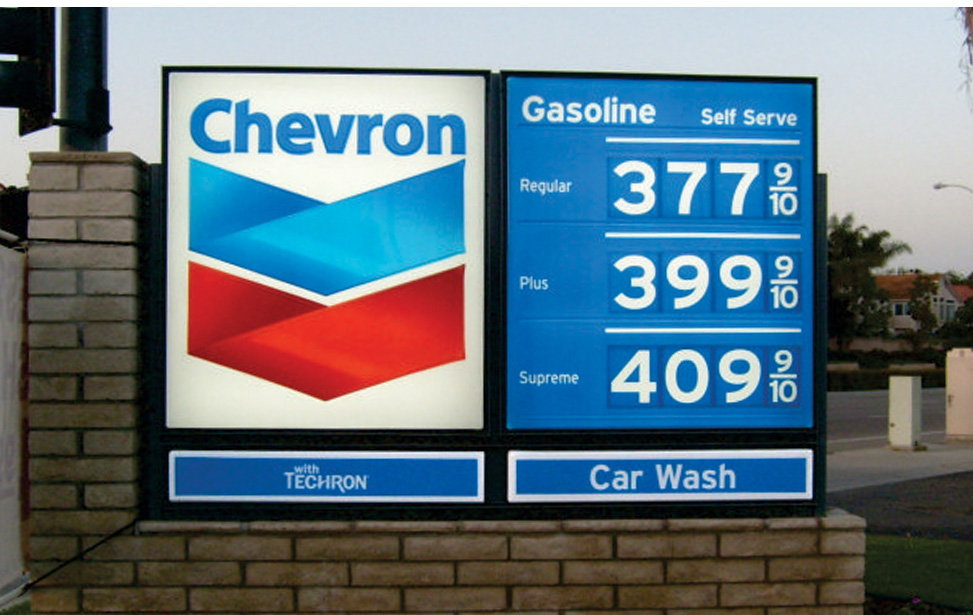 Chevron
Gasoline Self Serve
Regular 377 9/10
Plus 399 9/10
Supreme 409 9/10
with
TECHRON
Car Wash